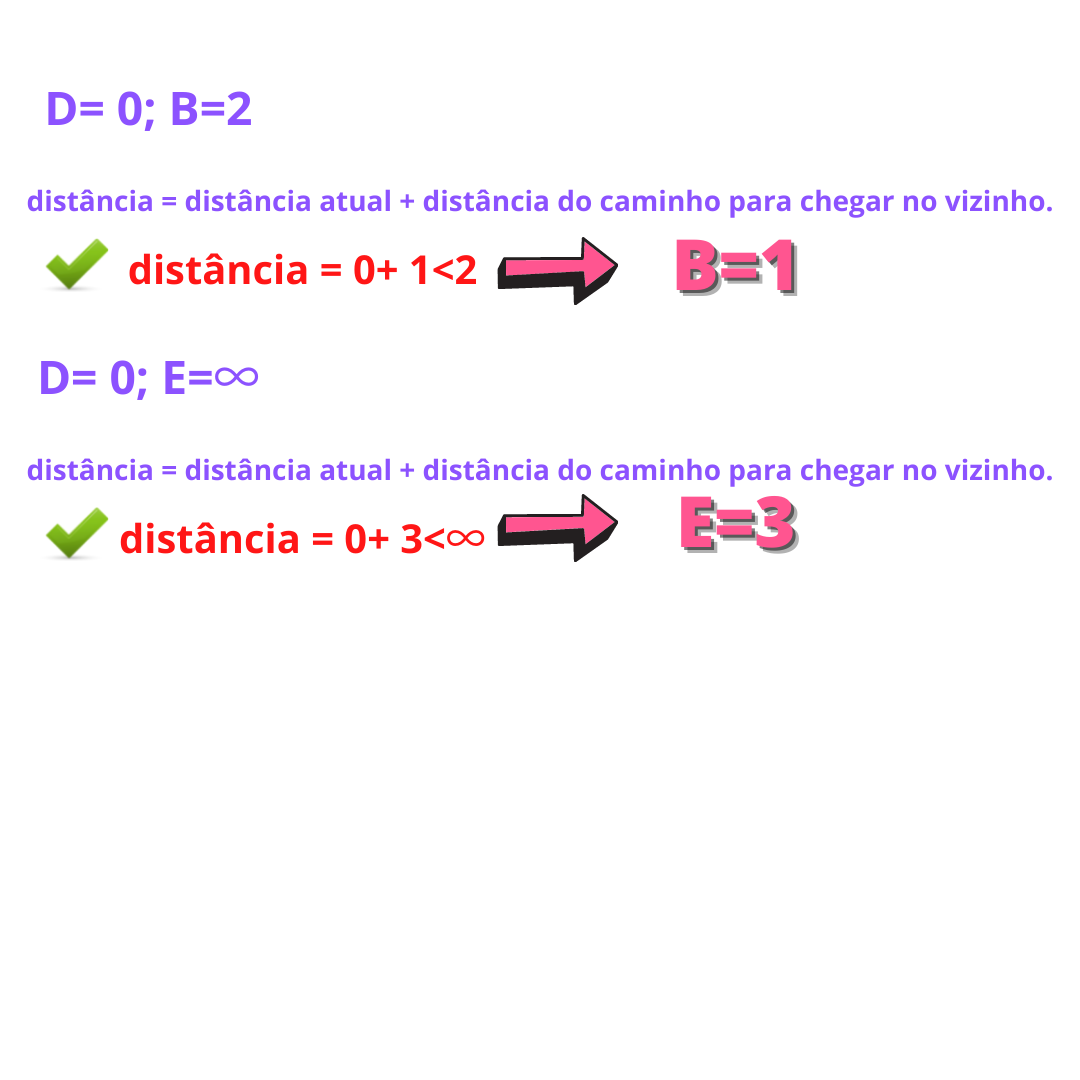 D= 0; B=2
distância = distância atual + distância do caminho para chegar no vizinho.
distância = 0+ 1<2 B=1
D= 0; E=∞
distância = distância atual + distância do caminho para chegar no vizinho.
distância = 0+ 3<∞ E=3